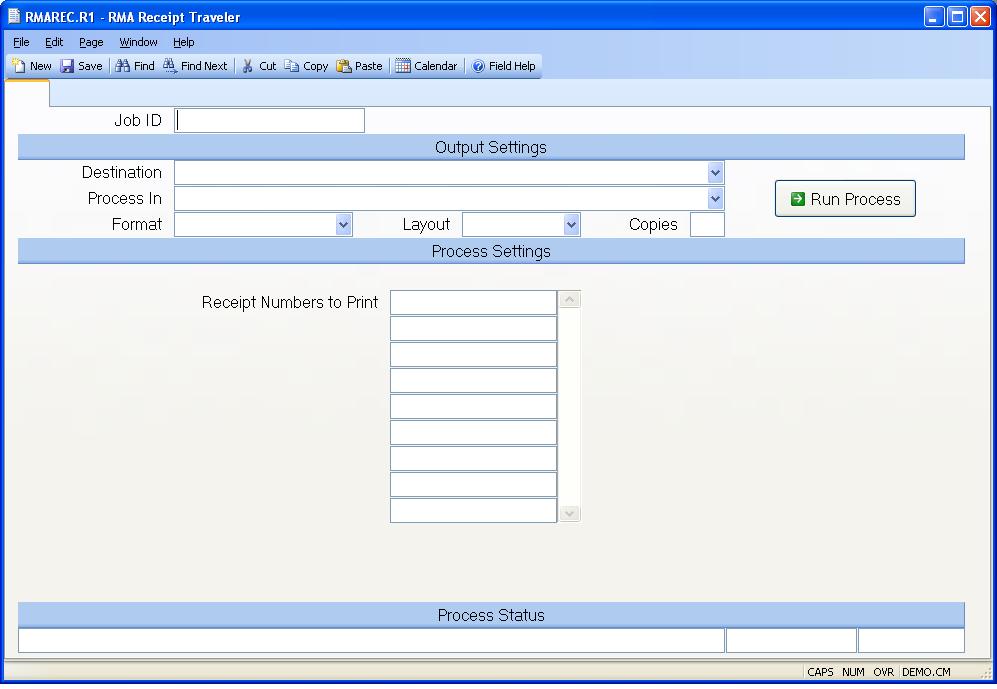 RMAREC.R1 - RMA Receipt Traveler
File Edit Page Window Help
New Save Find Find Next Cut Copy Paste Calendar Field Help
Job ID
Output Settings
Destination
Process In
Run Process
Format Layout Copies
Process Settings
Receipt Numbers to Print
Process Status
CAPS NUM OVR DEMO.CM